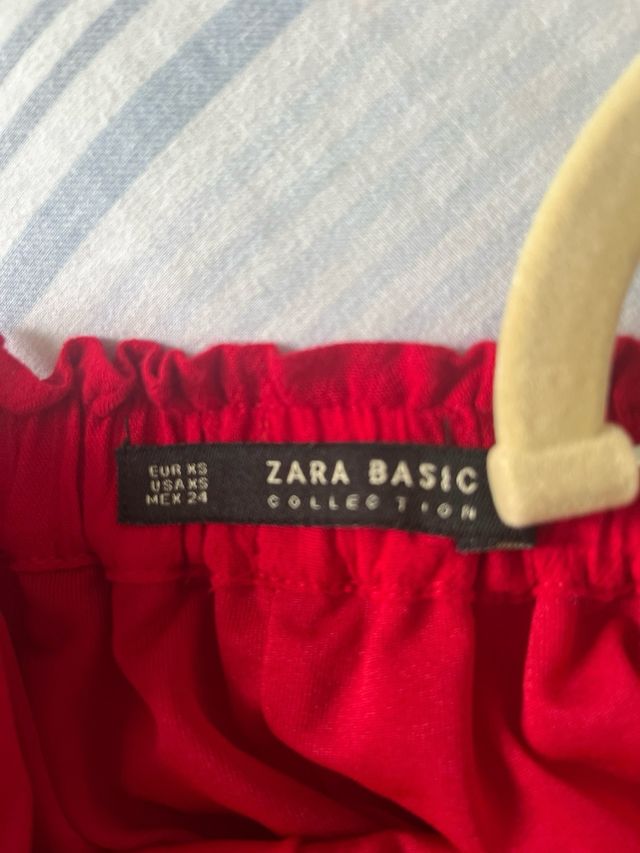 EUR XS
USA XS
MEX 24
ZARA BASIC
COLLECTION